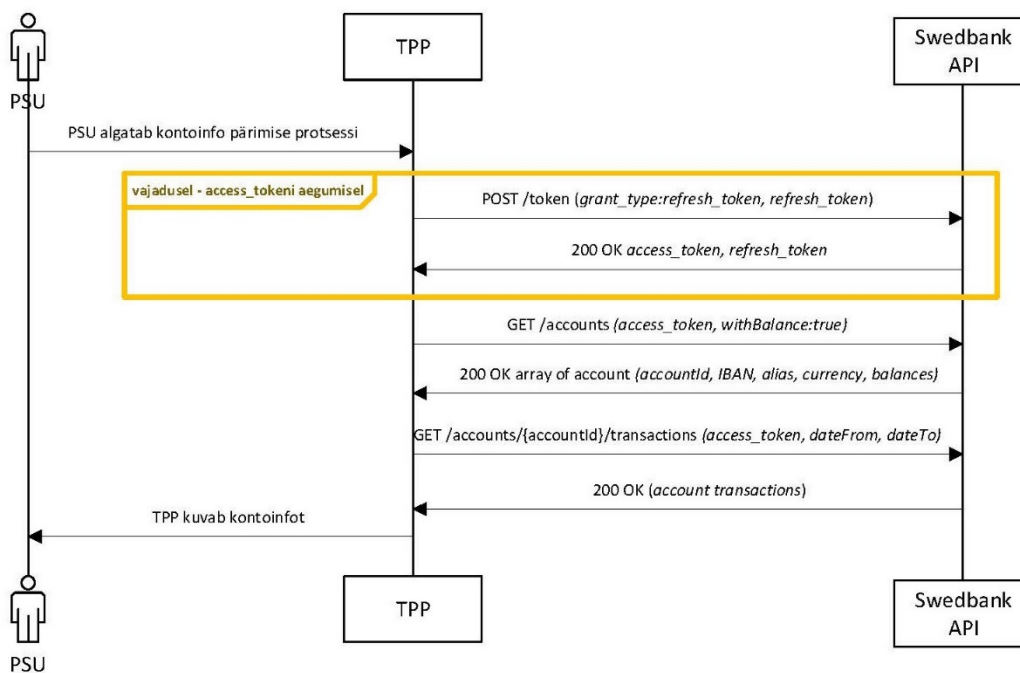 PSU
TPP
Swedbank
API
PSU algatab kontoinfo pärimise protsessi
vajadusel - access_tokeni aegumisel
POST /token (grant_type:refresh_token, refresh_token)
200 OK access_token, refresh_token
GET /accounts (access_token, withBalance:true)
200 OK array of account (accountId, IBAN, alias, currency, balances)
GET /accounts/{accountId}/transactions (access_token, dateFrom, dateTo)
200 OK (account transactions)
TPP kuvab kontoinfot
PSU
TPP
Swedbank
API